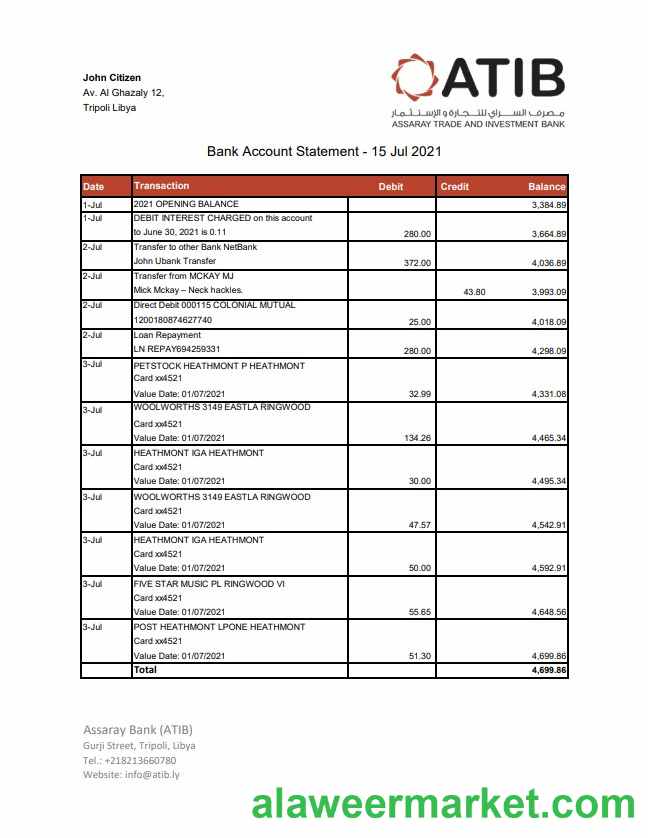 John Citizen
Av. Al Ghazaly 12,
Tripoli Libya
ATIB
مصرف السراي للتجارة و الإستثمار
ASSARAY TRADE AND INVESTMENT BANK
Bank Account Statement - 15 Jul 2021
Date Transaction Debit Credit Balance
1-Jul 2021 OPENING BALANCE 3,384.89
1-Jul DEBIT INTEREST CHARGED on this account
to June 30, 2021 is 0.11 280.00 3,664.89
2-Jul Transfer to other Bank NetBank
John Ubank Transfer 372.00 4,036.89
2-Jul Transfer from MCKAY MJ
Mick Mckay – Neck hackles. 43.80 3,993.09
2-Jul Direct Debit 000115 COLONIAL MUTUAL
1200180874627740 25.00 4,018.09
2-Jul Loan Repayment
LN REPAY694259331 280.00 4,298.09
3-Jul PETSTOCK HEATHMONT P HEATHMONT
Card xx4521
Value Date: 01/07/2021 32.99 4,331.08
3-Jul WOOLWORTHS 3149 EASTLA RINGWOOD
Card xx4521
Value Date: 01/07/2021 134.26 4,465.34
3-Jul HEATHMONT IGA HEATHMONT
Card xx4521
Value Date: 01/07/2021 30.00 4,495.34
3-Jul WOOLWORTHS 3149 EASTLA RINGWOOD
Card xx4521
Value Date: 01/07/2021 47.57 4,542.91
3-Jul HEATHMONT IGA HEATHMONT
Card xx4521
Value Date: 01/07/2021 50.00 4,592.91
3-Jul FIVE STAR MUSIC PL RINGWOOD VI
Card xx4521
Value Date: 01/07/2021 55.65 4,648.56
3-Jul POST HEATHMONT LPONE HEATHMONT
Card xx4521
Value Date: 01/07/2021 51.30 4,699.86
Total 4,699.86
Assaray Bank (ATIB)
Gurji Street, Tripoli, Libya
Tel.: +218213660780
Website: info@atib.ly
alaweermarket.com